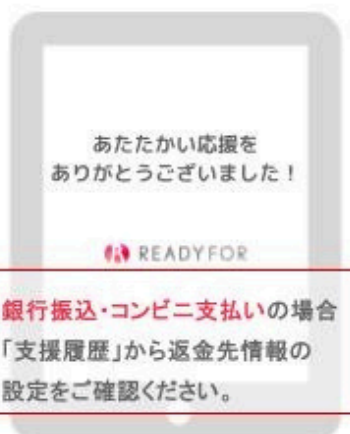 あたたかい応援を
ありがとうございました！
READYFOR
銀行振込・コンビニ支払いの場合
「支援履歴」から返金先情報の
設定をご確認ください。